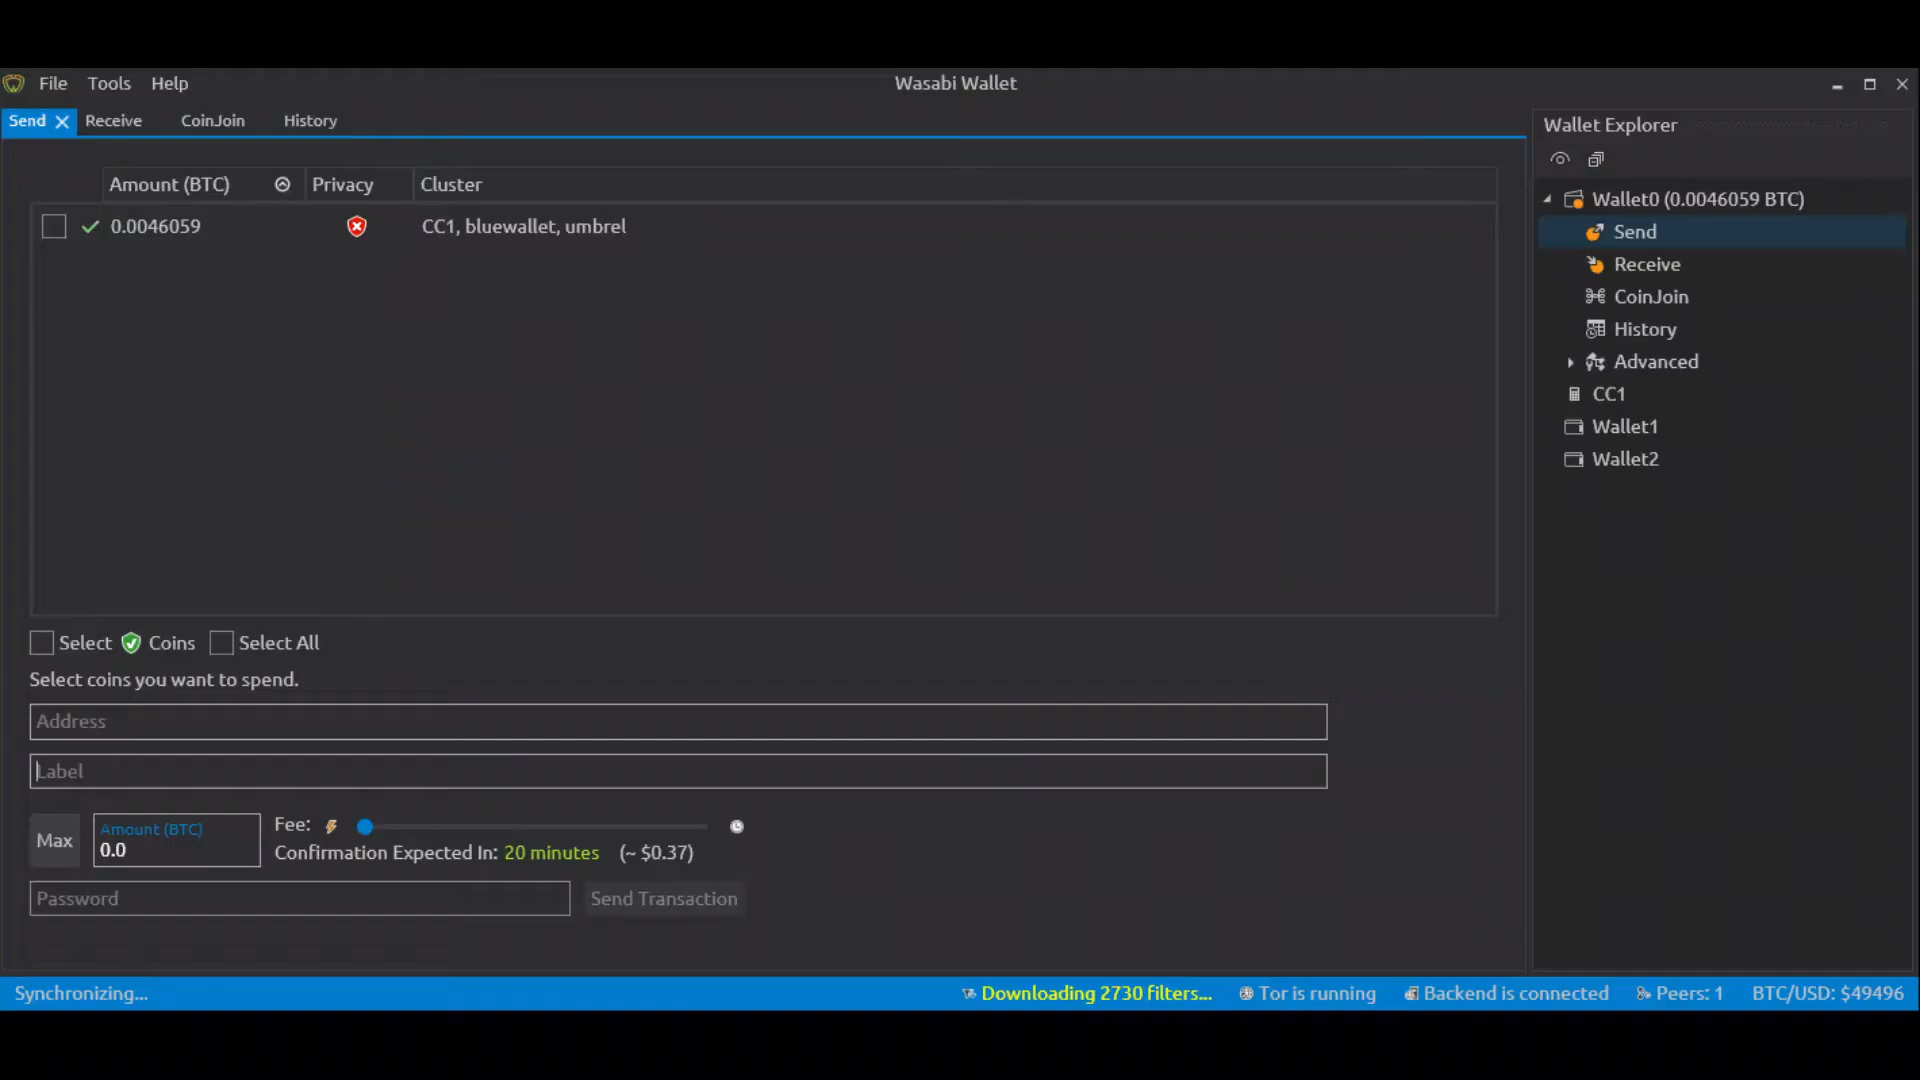 File Tools Help
Wasabi Wallet
Send Receive CoinJoin History
Wallet Explorer
Amount (BTC) Privacy Cluster
0.0046059 CC1, bluewallet, umbrel
Wallet0 (0.0046059 BTC)
Send
Receive
CoinJoin
History
Advanced
CC1
Wallet1
Wallet2
Select Coins Select All
Select coins you want to spend.
Address
Label
Max
Amount (BTC)
0.0
Fee:
Confirmation Expected In: 20 minutes (~ $0.37)
Password
Send Transaction
Synchronizing... Downloading 2730 filters... Tor is running Backend is connected Peers: 1 BTC/USD: $49496